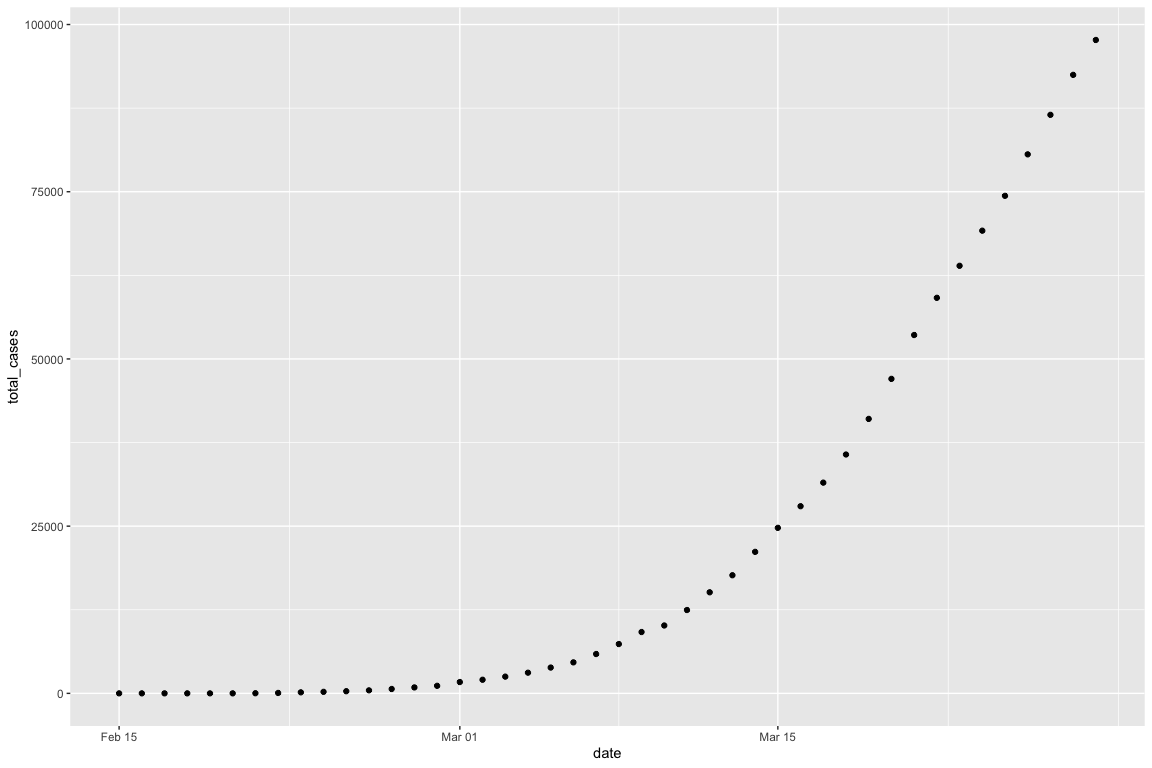 100000
75000
50000
25000
0
total_cases
Feb 15
Mar 01
Mar 15
date